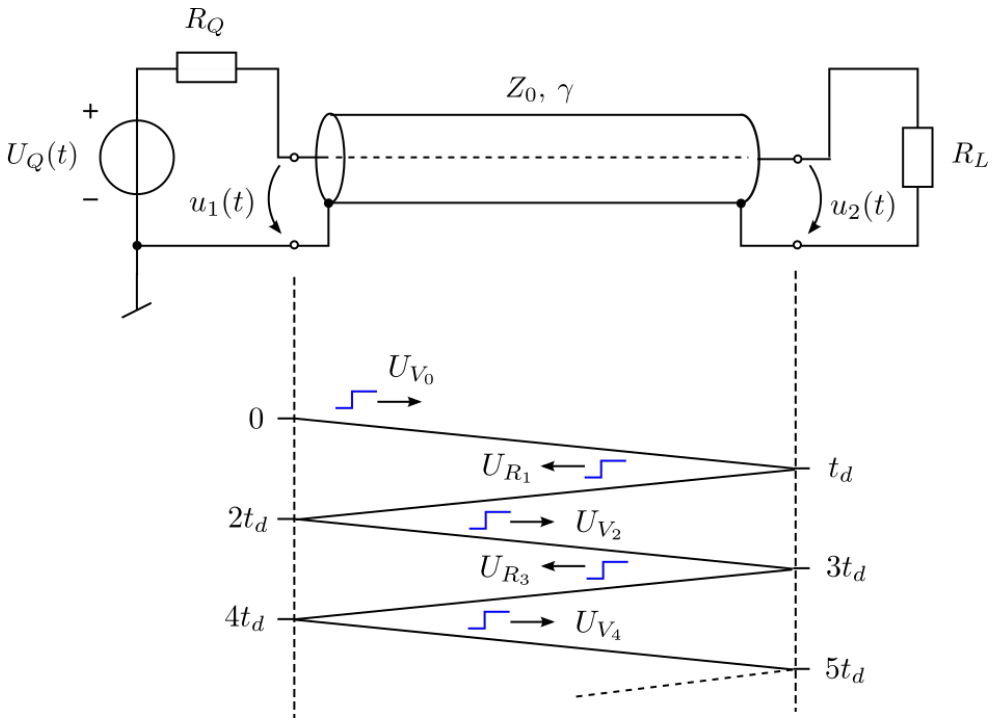 R_Q
Z_0, γ
+
U_Q(t)
R_L
−
u_1(t)
u_2(t)
U_{V_0}
0
U_{R_1}
t_d
2t_d
U_{V_2}
U_{R_3}
3t_d
4t_d
U_{V_4}
5t_d